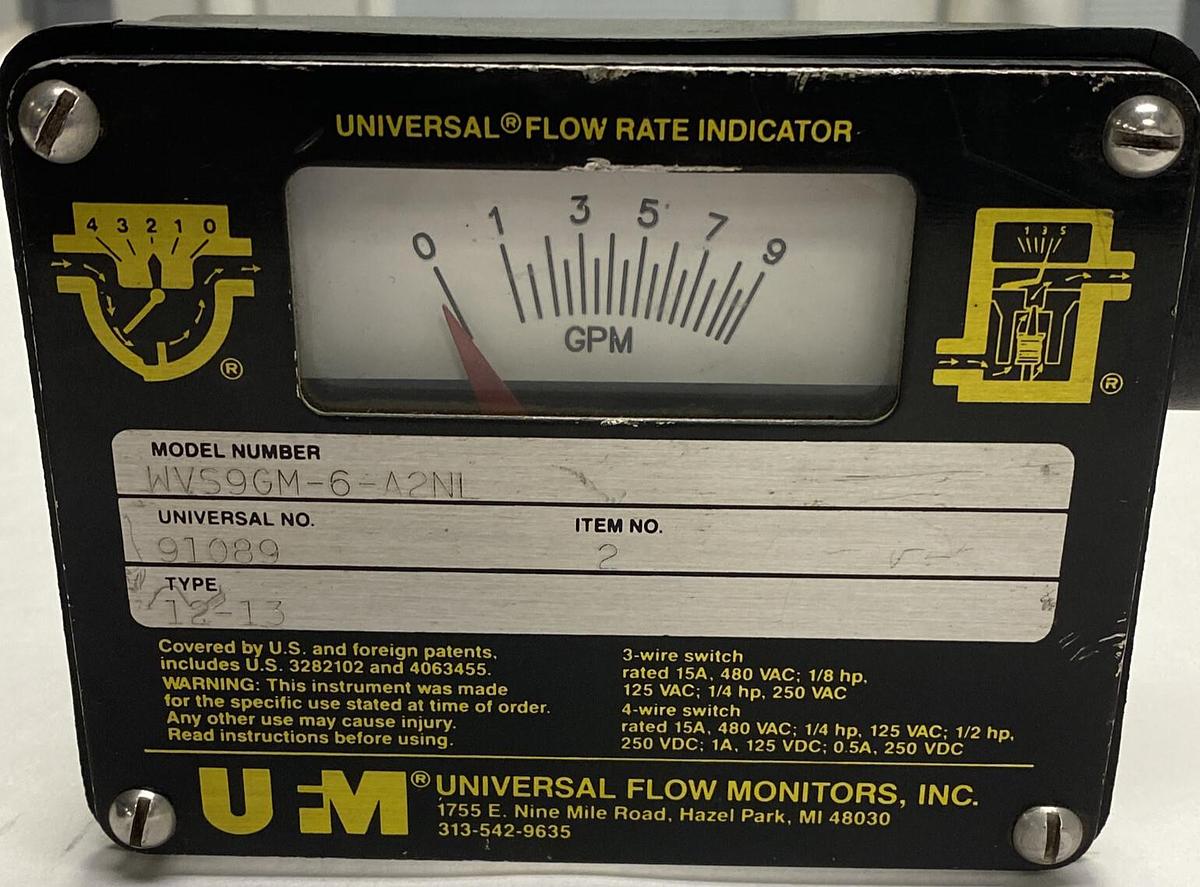 UNIVERSAL® FLOW RATE INDICATOR
4 3 2 1 0
®
0 1 3 5 7 9
GPM
1 3 5
®
MODEL NUMBER
WVS9GM-6-A2NL
UNIVERSAL NO. ITEM NO.
91089 2
TYPE
12-13
Covered by U.S. and foreign patents,
includes U.S. 3282102 and 4063455.
WARNING: This instrument was made
for the specific use stated at time of order.
Any other use may cause injury.
Read instructions before using.
3-wire switch
rated 15A, 480 VAC; 1/8 hp,
125 VAC; 1/4 hp, 250 VAC
4-wire switch
rated 15A, 480 VAC; 1/4 hp, 125 VAC; 1/2 hp,
250 VDC; 1A, 125 VDC; 0.5A, 250 VDC
UFM® UNIVERSAL FLOW MONITORS, INC.
1755 E. Nine Mile Road, Hazel Park, MI 48030
313-542-9635